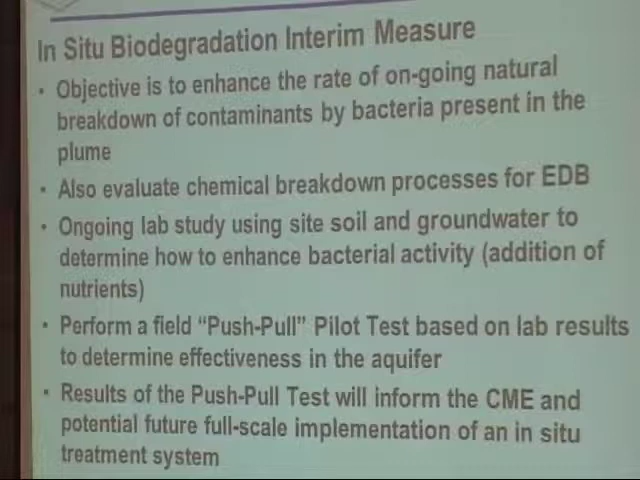 In Situ Biodegradation Interim Measure
• Objective is to enhance the rate of on-going natural
breakdown of contaminants by bacteria present in the
plume
• Also evaluate chemical breakdown processes for EDB
• Ongoing lab study using site soil and groundwater to
determine how to enhance bacterial activity (addition of
nutrients)
• Perform a field “Push-Pull” Pilot Test based on lab results
to determine effectiveness in the aquifer
• Results of the Push-Pull Test will inform the CME and
potential future full-scale implementation of an in situ
treatment system